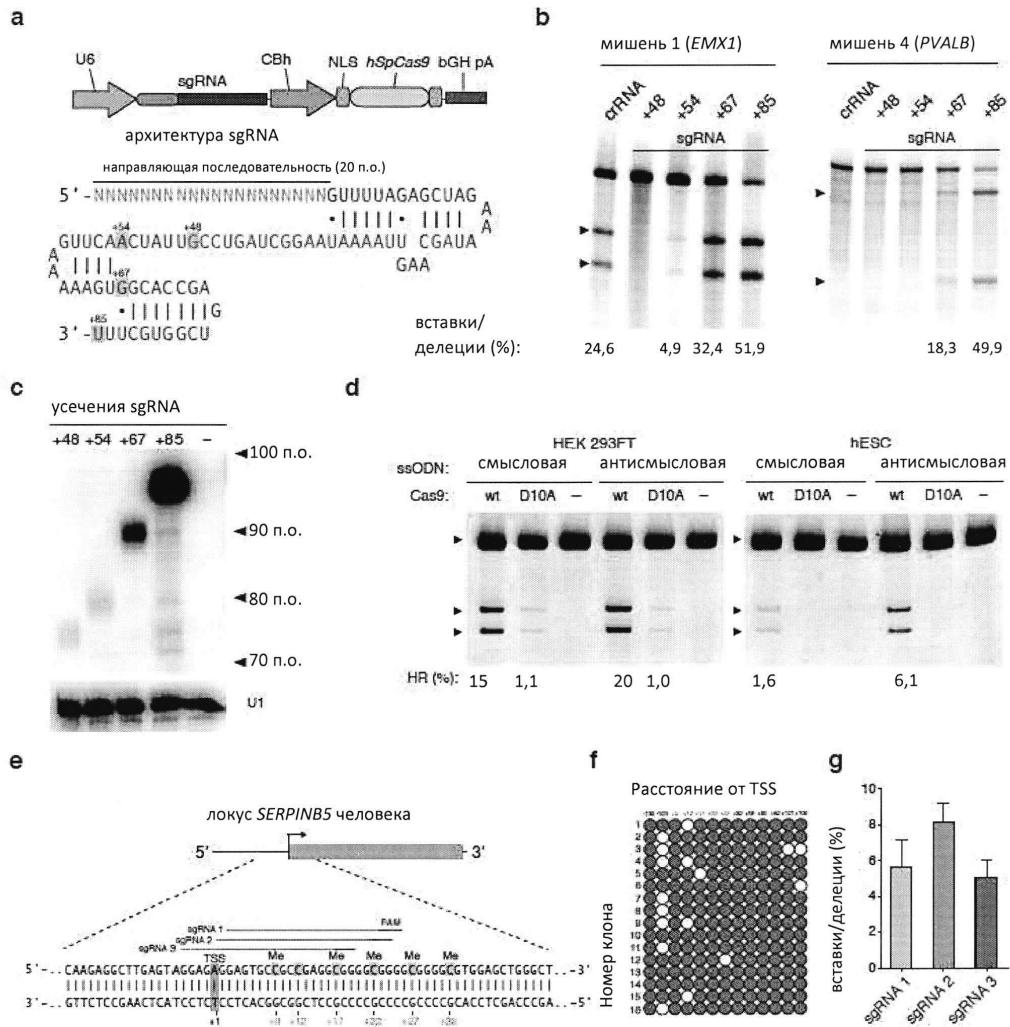 a
U6
sgRNA
CBh
NLS
hSpCas9
bGH pA
архитектура sgRNA
направляющая последовательность (20 п.о.)
5'-NNNNNNNNNNNNNNNNNNNNGUUUUAGAGCUAG
A
A
+54
+48
GUUCAACUAUUGCCUGAUCGGAAUAAAAUU CGAUA
GAA
A
A
+67
AAAGUGGCACCGA
G
+85
3'-UUUCGUGGCU
b
мишень 1 (EMX1)
crRNA +48 +54 +67 +85
sgRNA
мишень 4 (PVALB)
crRNA +48 +54 +67 +85
sgRNA
вставки/
делеции (%):
24,6 4,9 32,4 51,9
18,3 49,9
c
усечения sgRNA
+48 +54 +67 +85 –
100 п.о.
90 п.о.
80 п.о.
70 п.о.
U1
d
HEK 293FT
hESC
ssODN:
смысловая антисмысловая
смысловая антисмысловая
Cas9:
wt D10A – wt D10A –
wt D10A – wt D10A –
HR (%):
15 1,1 20 1,0
1,6 6,1
e
локус SERPINB5 человека
5'
3'
PAM
sgRNA 1
sgRNA 2
sgRNA 3
TSS
Me Me Me Me Me
5'-CAAGAGGCTTGAGTAGGAGAGGAGTGCCGCCGAGGCGGGGCGGGGCGGGGCGTGGAGCTGGGCT-3'
3'-GTTCTCCGAACTCATCCTCTCCTCACGGCGGCTCCGCCCCGCCCCGCCCCGCACCTCGACCCGA-5'
+1 +9 +12 +17 +22 +27
f
Расстояние от TSS
Номер клона
1
2
3
4
5
6
7
8
9
10
11
12
13
14
15
16
g
вставки/делеции (%)
10
8
6
4
2
0
sgRNA 1
sgRNA 2
sgRNA 3